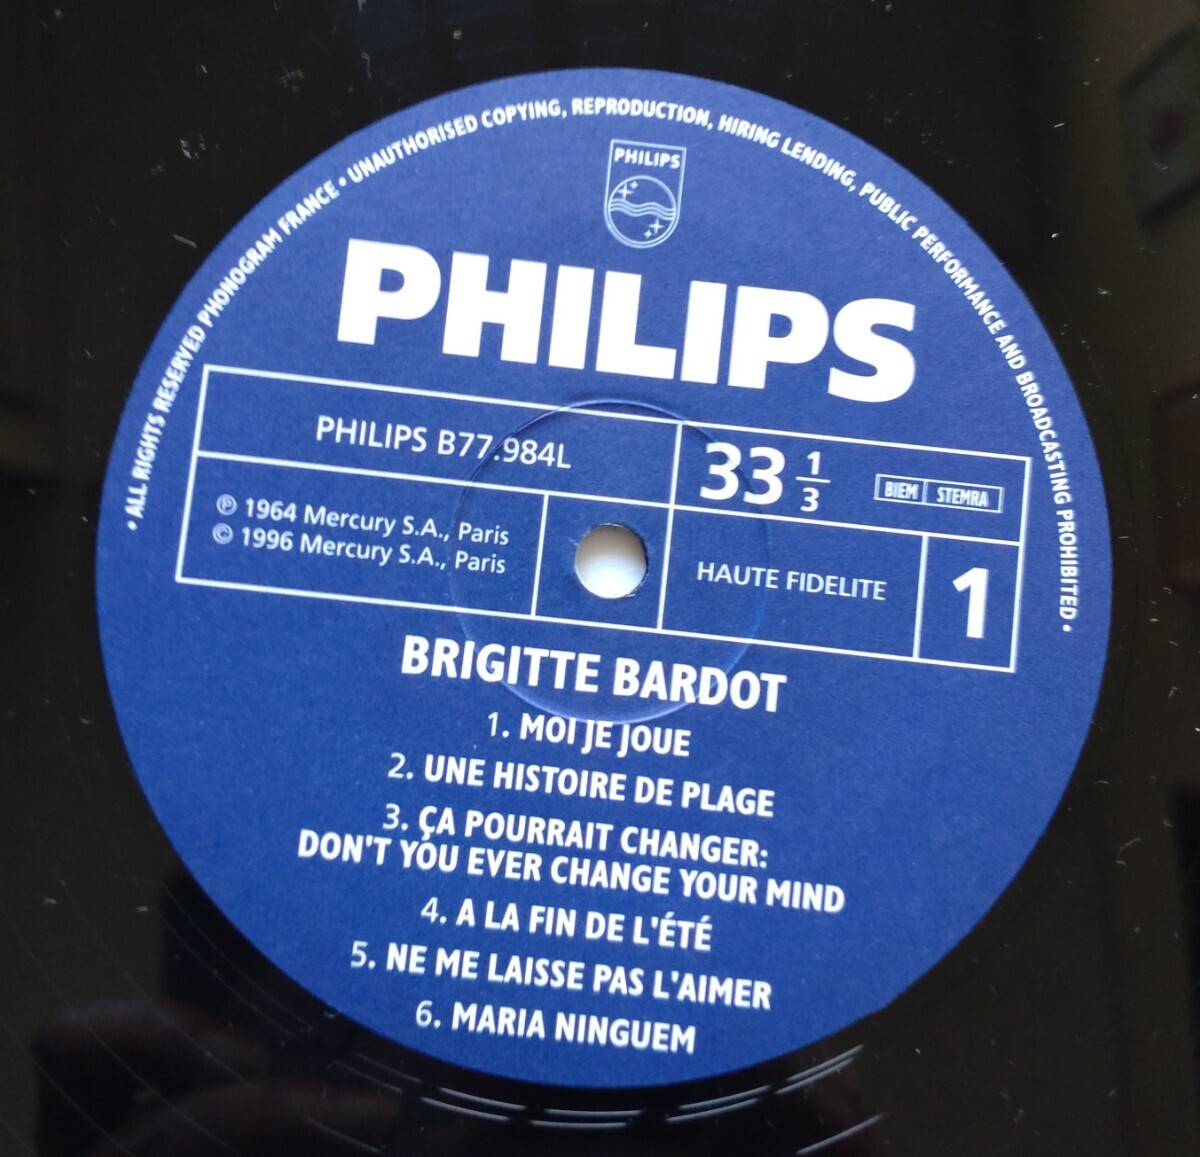 • ALL RIGHTS RESERVED PHONOGRAM FRANCE • UNAUTHORISED COPYING, REPRODUCTION, HIRING LENDING, PUBLIC PERFORMANCE AND BROADCASTING PROHIBITED •
PHILIPS
PHILIPS
PHILIPS B77.984L
33 1/3
BIEM STEMRA
℗ 1964 Mercury S.A., Paris
© 1996 Mercury S.A., Paris
HAUTE FIDELITE
1
BRIGITTE BARDOT
1. MOI JE JOUE
2. UNE HISTOIRE DE PLAGE
3. ÇA POURRAIT CHANGER:
DON'T YOU EVER CHANGE YOUR MIND
4. A LA FIN DE L'ÉTÉ
5. NE ME LAISSE PAS L'AIMER
6. MARIA NINGUEM